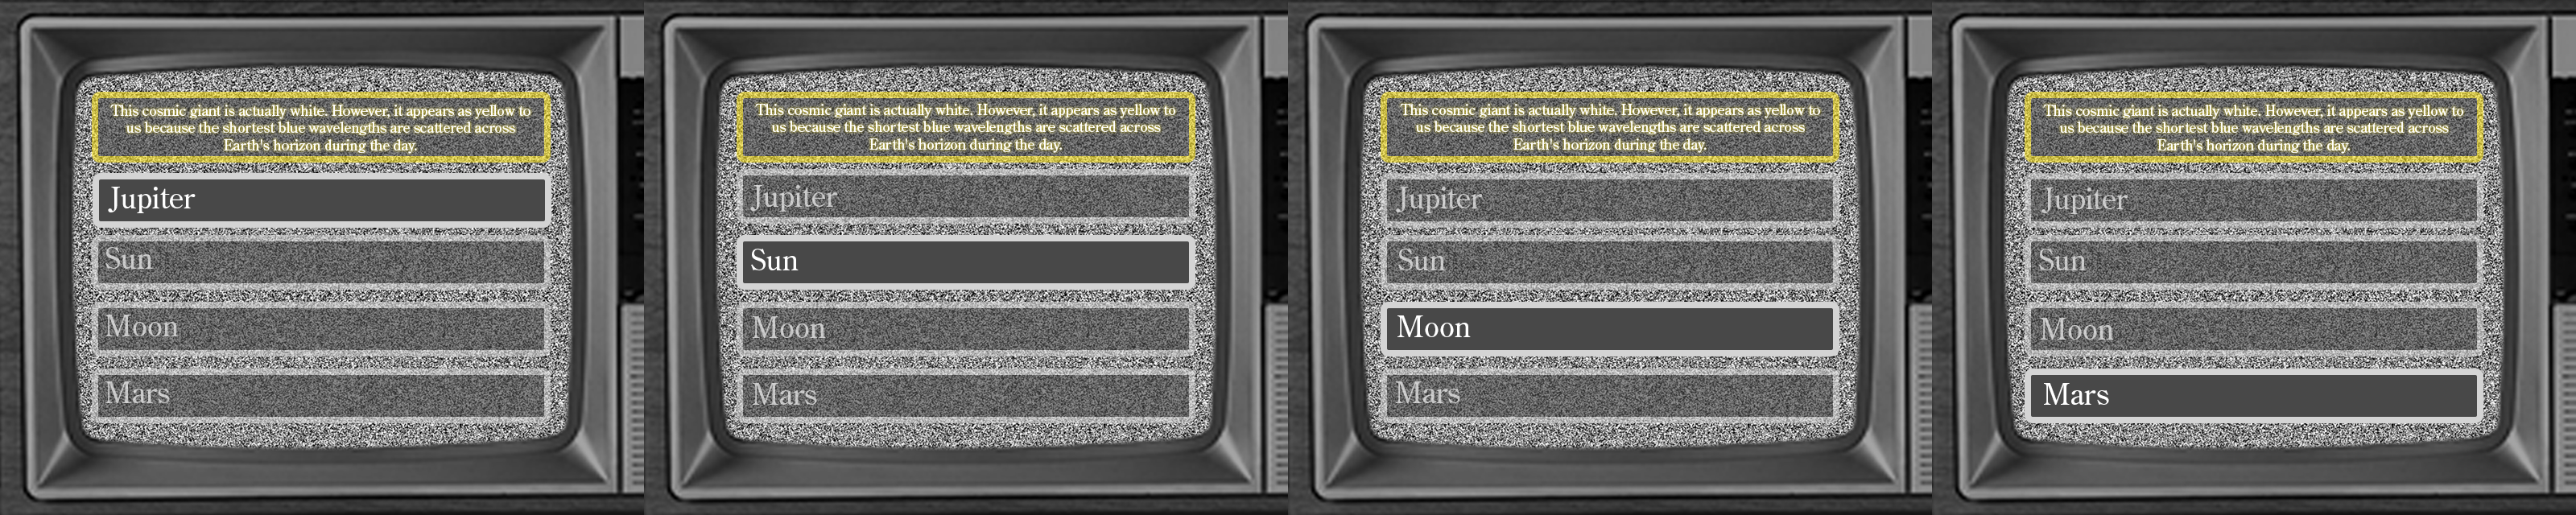 This cosmic giant is actually white. However, it appears as yellow to
us because the shortest blue wavelengths are scattered across
Earth's horizon during the day.
Jupiter
Sun
Moon
Mars
This cosmic giant is actually white. However, it appears as yellow to
us because the shortest blue wavelengths are scattered across
Earth's horizon during the day.
Jupiter
Sun
Moon
Mars
This cosmic giant is actually white. However, it appears as yellow to
us because the shortest blue wavelengths are scattered across
Earth's horizon during the day.
Jupiter
Sun
Moon
Mars
This cosmic giant is actually white. However, it appears as yellow to
us because the shortest blue wavelengths are scattered across
Earth's horizon during the day.
Jupiter
Sun
Moon
Mars